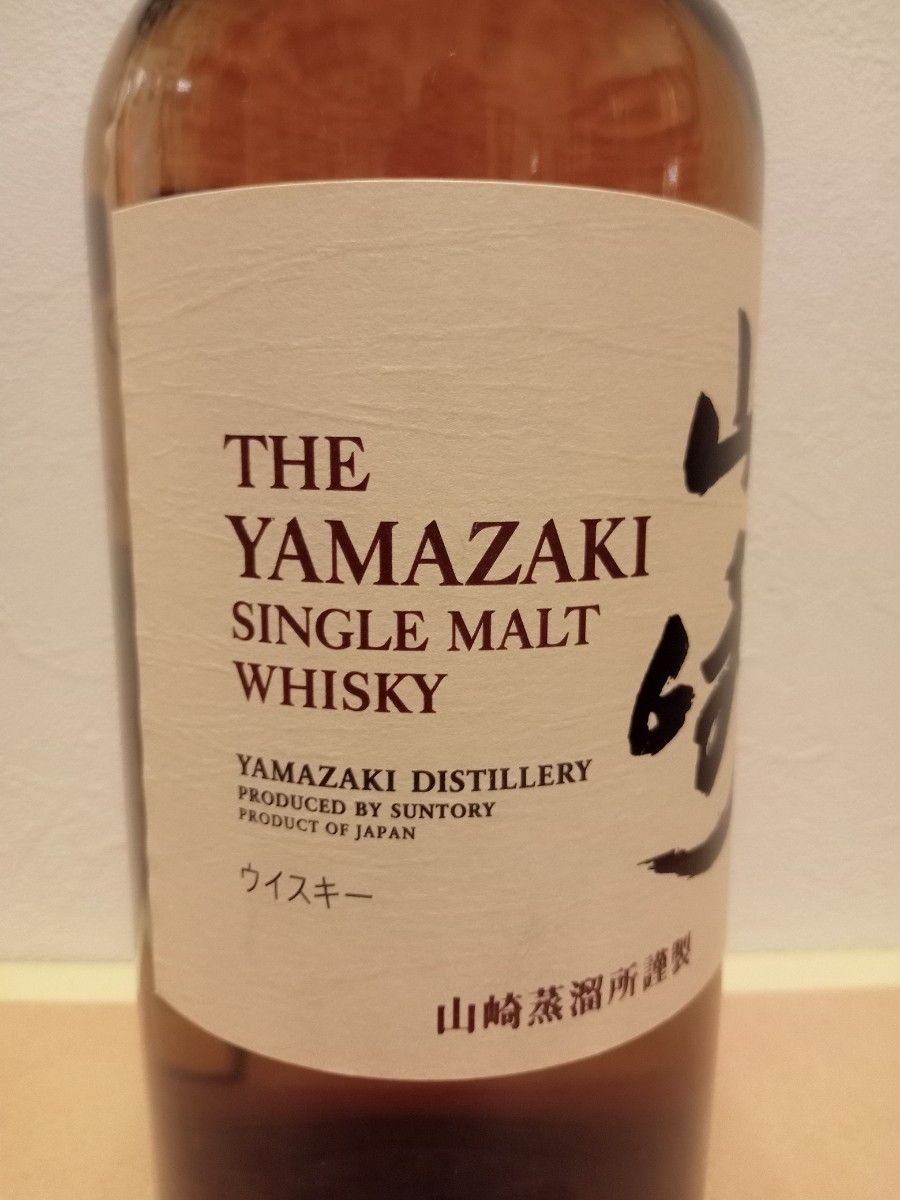 THE
YAMAZAKI
SINGLE MALT
WHISKY
YAMAZAKI DISTILLERY
PRODUCED BY SUNTORY
PRODUCT OF JAPAN
ウイスキー
山崎
山崎蒸溜所謹製